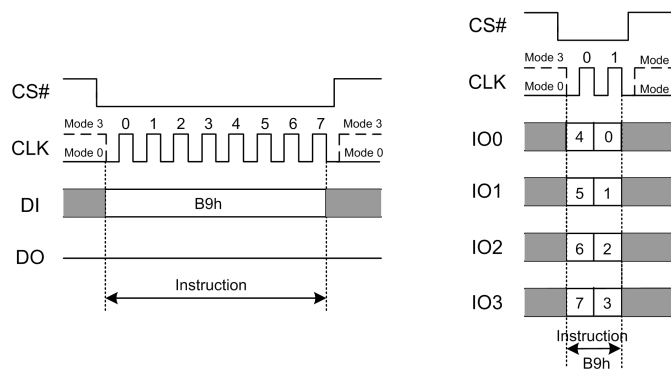 CS#
Mode 3 0 1 2 3 4 5 6 7 Mode 3
CLK
Mode 0 Mode 0
DI B9h
DO
Instruction
CS#
Mode 3 0 1 Mode
CLK
Mode 0 Mode
IO0 4 0
IO1 5 1
IO2 6 2
IO3 7 3
Instruction
B9h